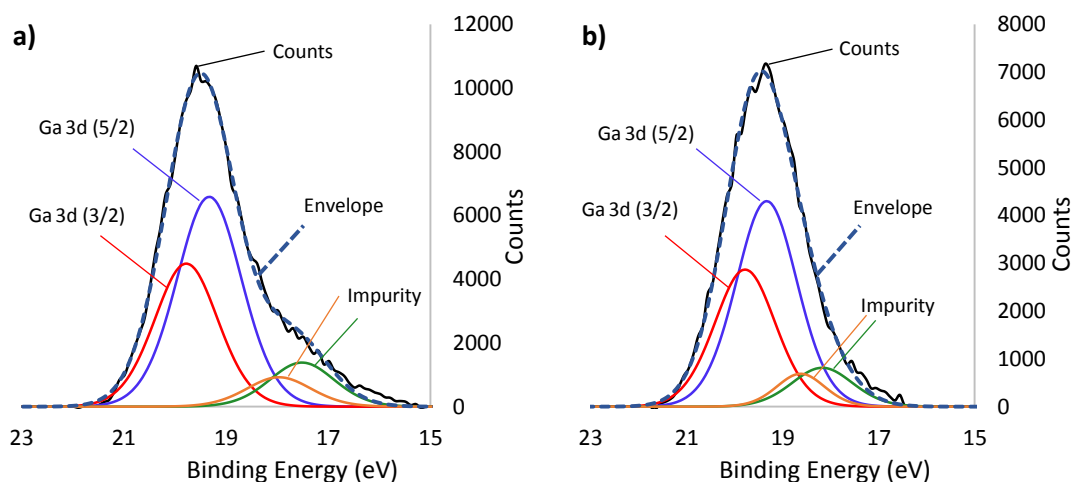 a)
Counts
Ga 3d (5/2)
Ga 3d (3/2)
Envelope
Impurity
12000
10000
8000
6000
4000
2000
0
Counts
23 21 19 17 15
Binding Energy (eV)
b)
Counts
Ga 3d (5/2)
Ga 3d (3/2)
Envelope
Impurity
8000
7000
6000
5000
4000
3000
2000
1000
0
Counts
23 21 19 17 15
Binding Energy (eV)